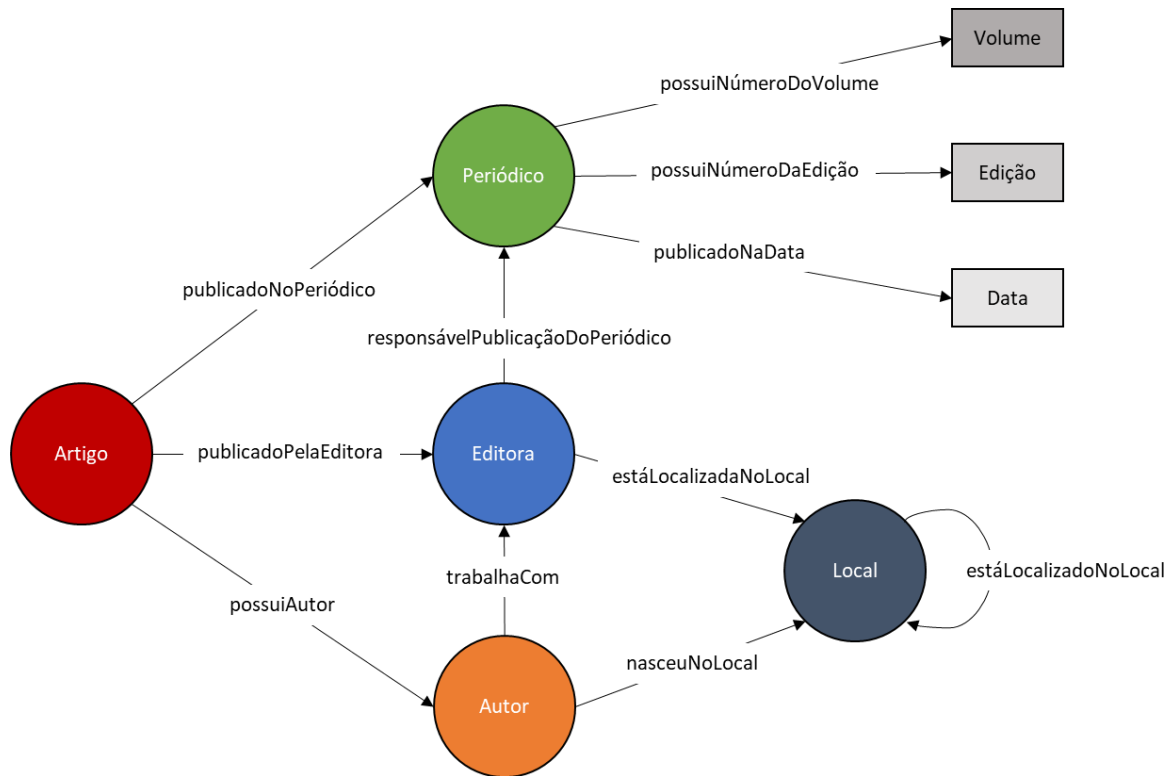 Volume
possuiNúmeroDoVolume
Periódico
possuiNúmeroDaEdição
Edição
publicadoNaData
publicadoNoPeriódico
Data
responsávelPublicaçãoDoPeriódico
Artigo
publicadoPelaEditora
Editora
estáLocalizadaNoLocal
Local
estáLocalizadoNoLocal
trabalhaCom
possuiAutor
nasceuNoLocal
Autor